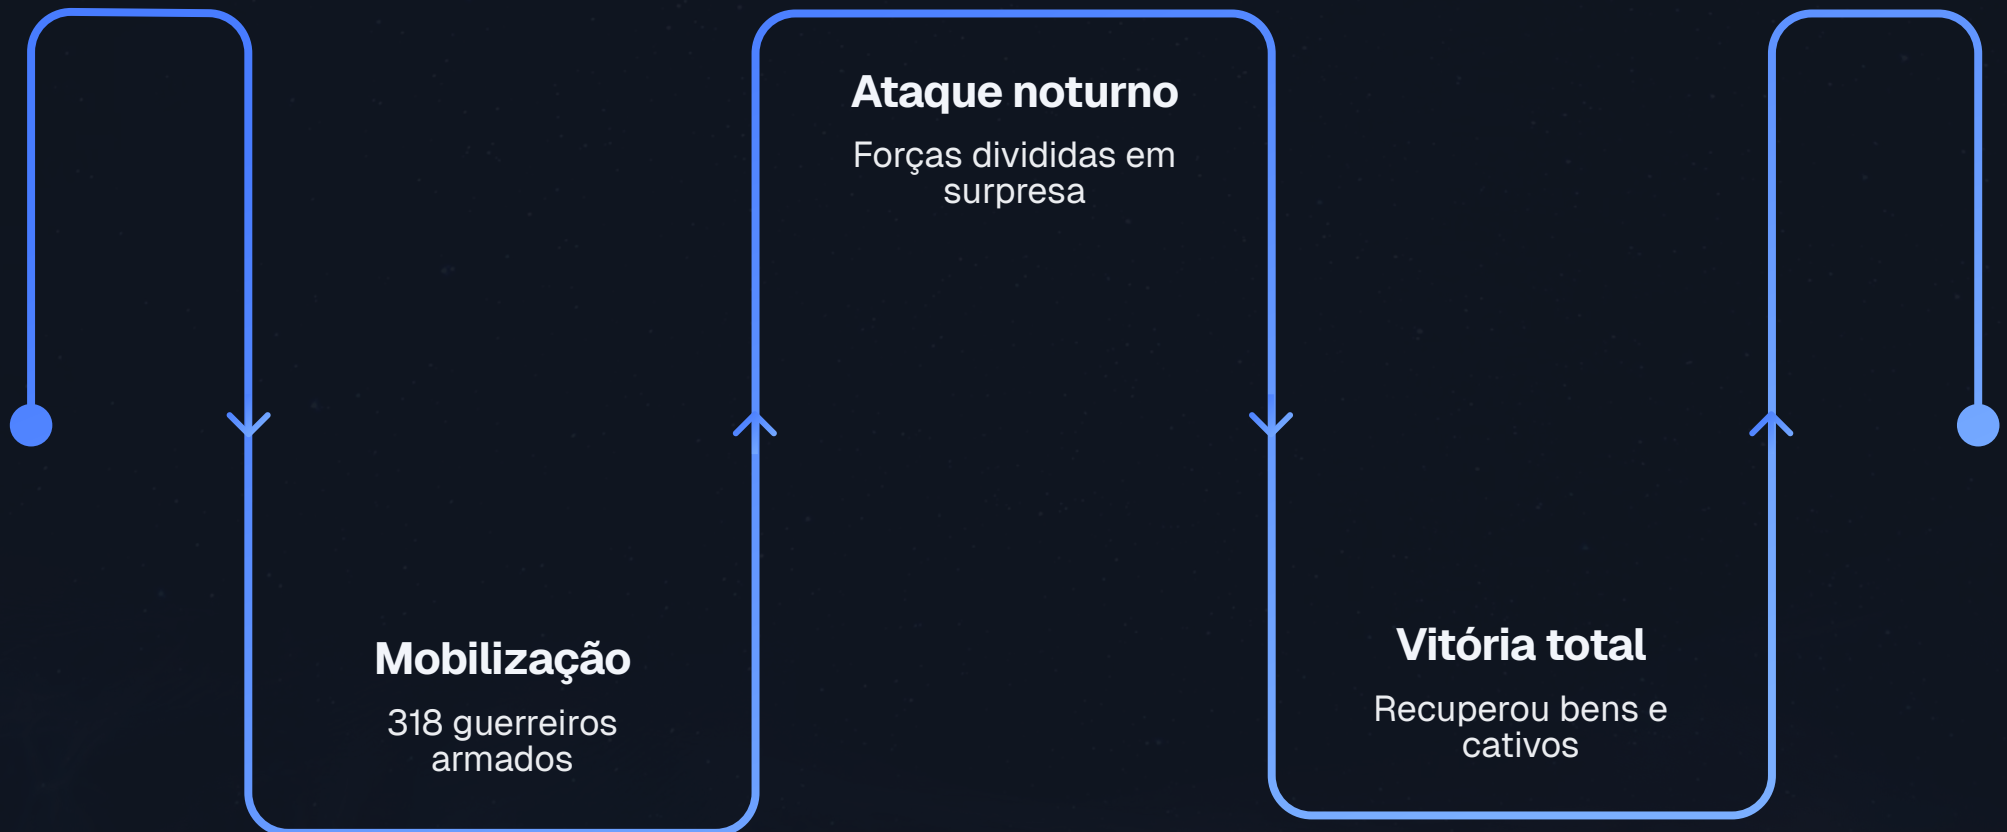 Mobilização
318 guerreiros
armados
Ataque noturno
Forças divididas em
surpresa
Vitória total
Recuperou bens e
cativos